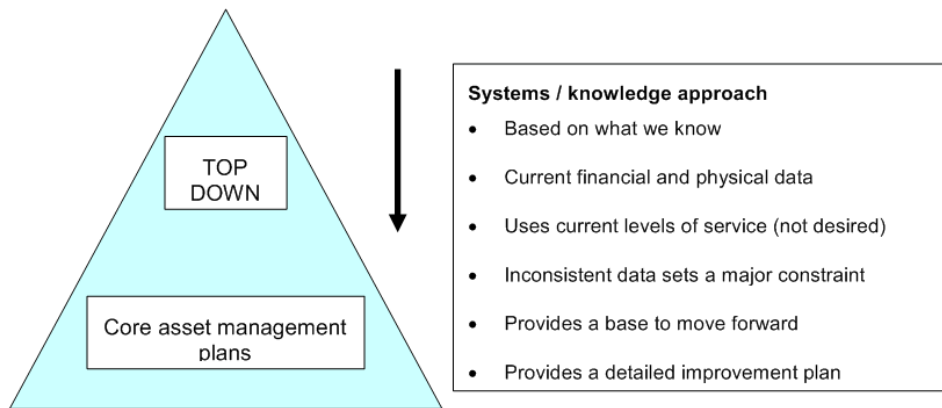 TOP
DOWN
Core asset management
plans
Systems / knowledge approach
• Based on what we know
• Current financial and physical data
• Uses current levels of service (not desired)
• Inconsistent data sets a major constraint
• Provides a base to move forward
• Provides a detailed improvement plan